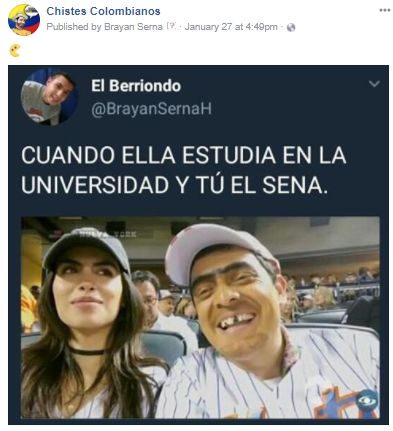 Chistes Colombianos
Published by Brayan Serna [?] · January 27 at 4:49pm ·
El Berriondo
@BrayanSernaH
CUANDO ELLA ESTUDIA EN LA
UNIVERSIDAD Y TÚ EL SENA.
NUEVA YORK